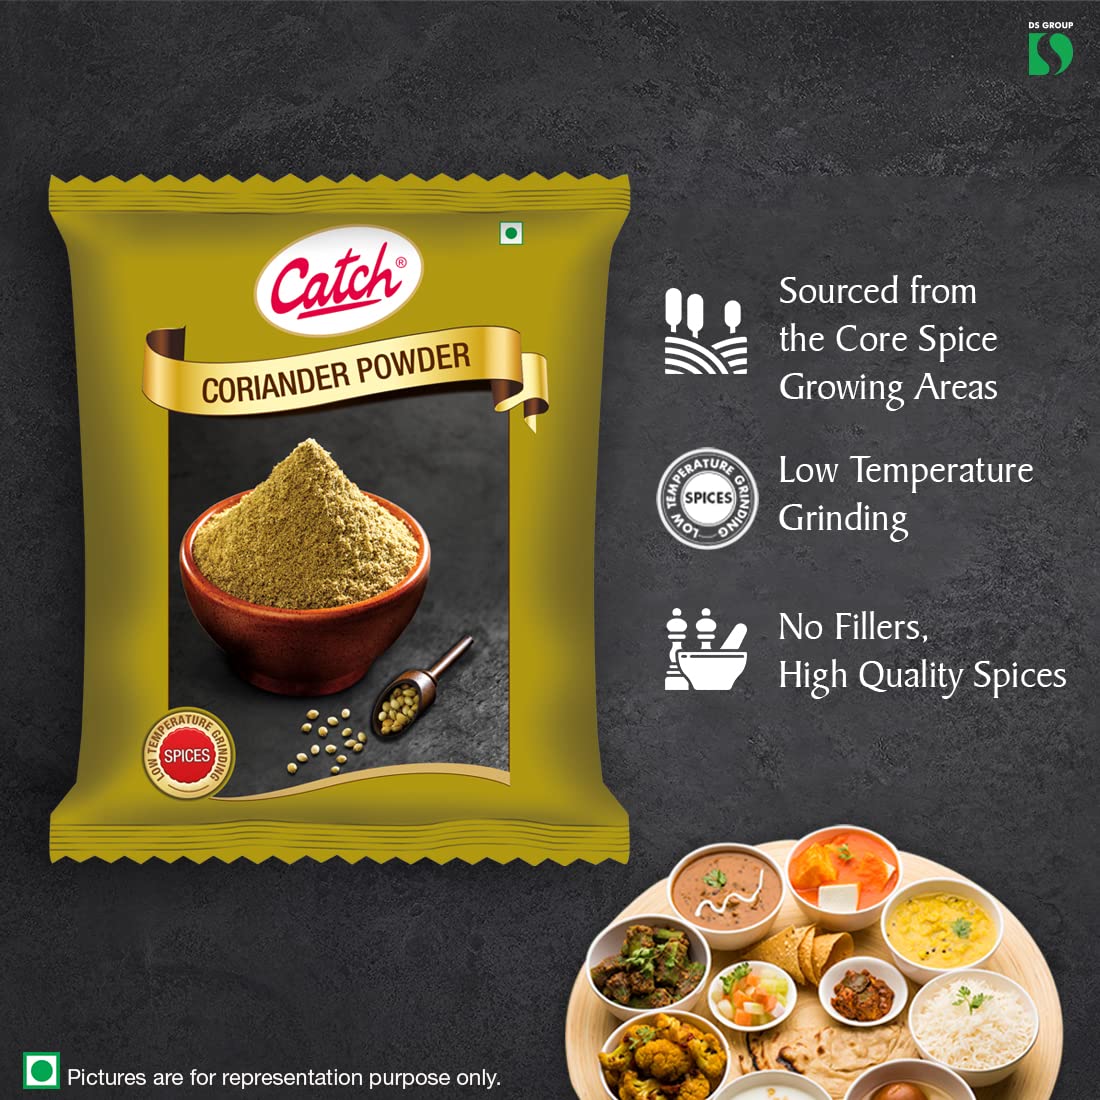 DS GROUP
Catch®
CORIANDER POWDER
LOW TEMPERATURE GRINDING
SPICES
Sourced from
the Core Spice
Growing Areas
LOW TEMPERATURE GRINDING
SPICES
Low Temperature
Grinding
No Fillers,
High Quality Spices
Pictures are for representation purpose only.